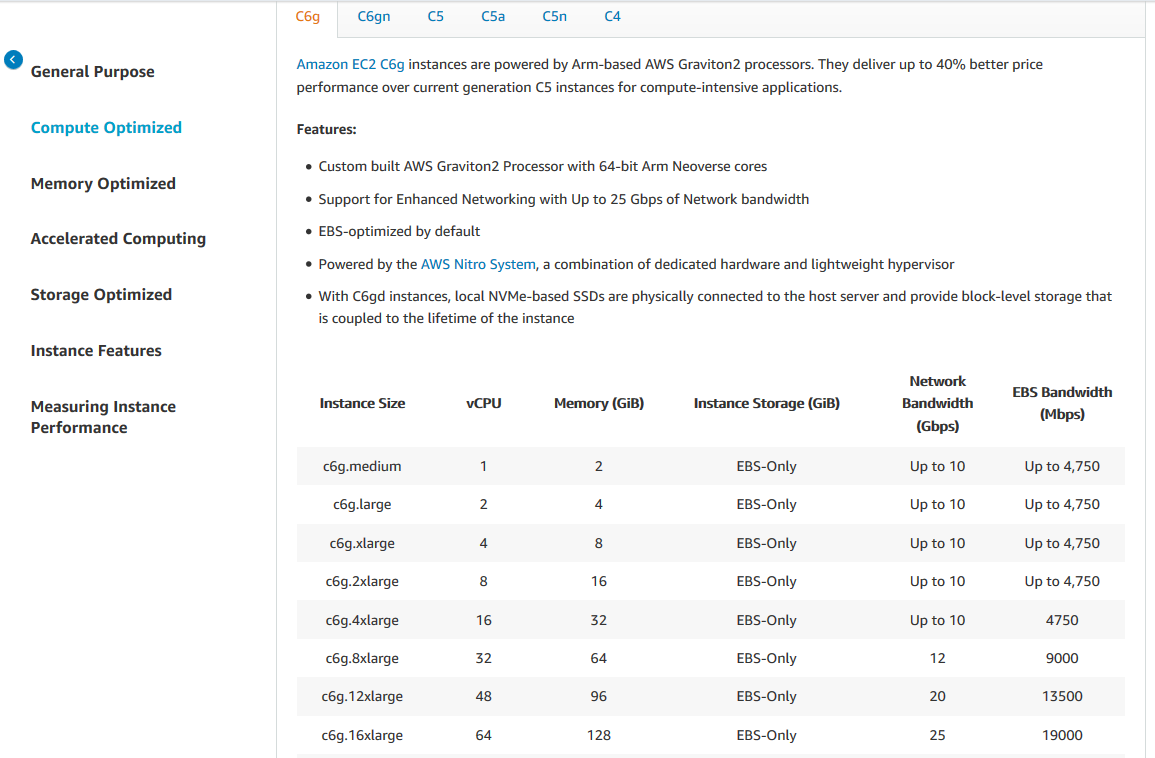 C6g C6gn C5 C5a C5n C4
General Purpose
Compute Optimized
Memory Optimized
Accelerated Computing
Storage Optimized
Instance Features
Measuring Instance
Performance
Amazon EC2 C6g instances are powered by Arm-based AWS Graviton2 processors. They deliver up to 40% better price
performance over current generation C5 instances for compute-intensive applications.
Features:
• Custom built AWS Graviton2 Processor with 64-bit Arm Neoverse cores
• Support for Enhanced Networking with Up to 25 Gbps of Network bandwidth
• EBS-optimized by default
• Powered by the AWS Nitro System, a combination of dedicated hardware and lightweight hypervisor
• With C6gd instances, local NVMe-based SSDs are physically connected to the host server and provide block-level storage that
is coupled to the lifetime of the instance
Instance Size vCPU Memory (GiB) Instance Storage (GiB) Network Bandwidth (Gbps) EBS Bandwidth (Mbps)
c6g.medium 1 2 EBS-Only Up to 10 Up to 4,750
c6g.large 2 4 EBS-Only Up to 10 Up to 4,750
c6g.xlarge 4 8 EBS-Only Up to 10 Up to 4,750
c6g.2xlarge 8 16 EBS-Only Up to 10 Up to 4,750
c6g.4xlarge 16 32 EBS-Only Up to 10 4750
c6g.8xlarge 32 64 EBS-Only 12 9000
c6g.12xlarge 48 96 EBS-Only 20 13500
c6g.16xlarge 64 128 EBS-Only 25 19000